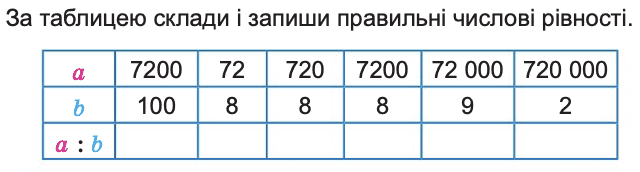 За таблицею склади і запиши правильні числові рівності.
a 7200 72 720 7200 72 000 720 000
b 100 8 8 8 9 2
a : b